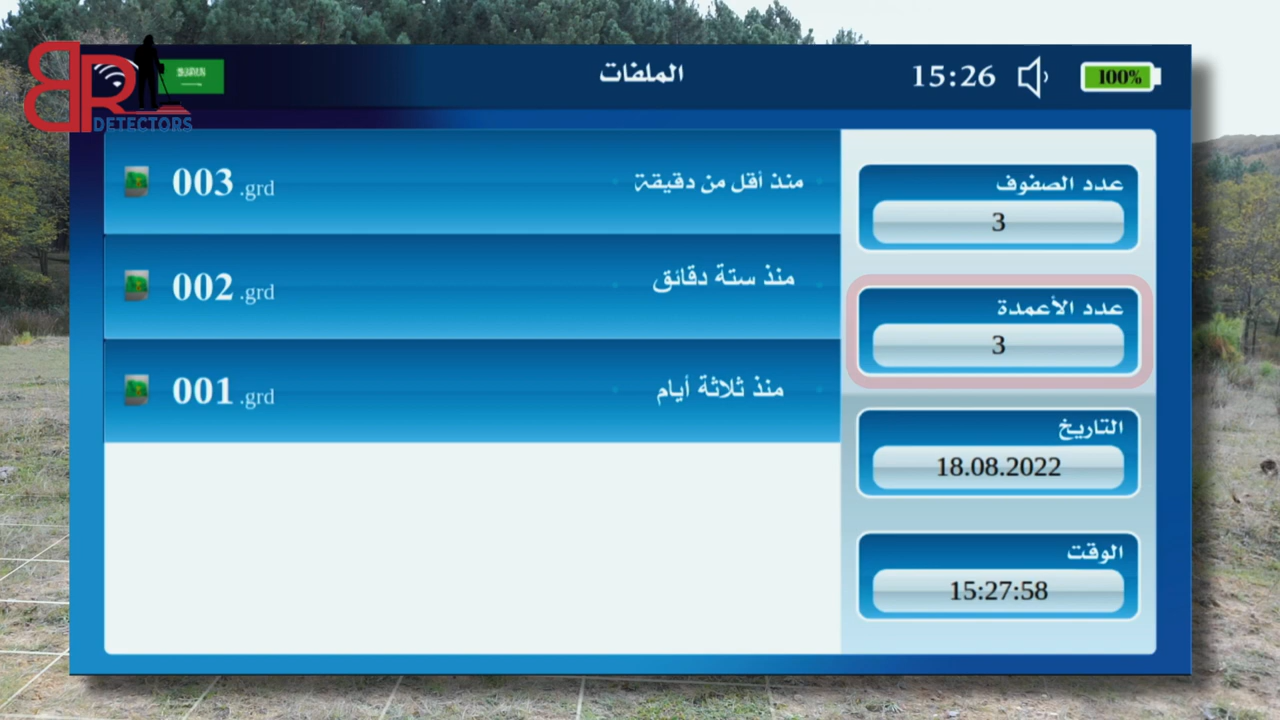 BR
DETECTORS
الملفات
15:26
100%
003.grd
منذ أقل من دقيقة
002.grd
منذ ستة دقائق
001.grd
منذ ثلاثة أيام
عدد الصفوف
3
عدد الأعمدة
3
التاريخ
18.08.2022
الوقت
15:27:58